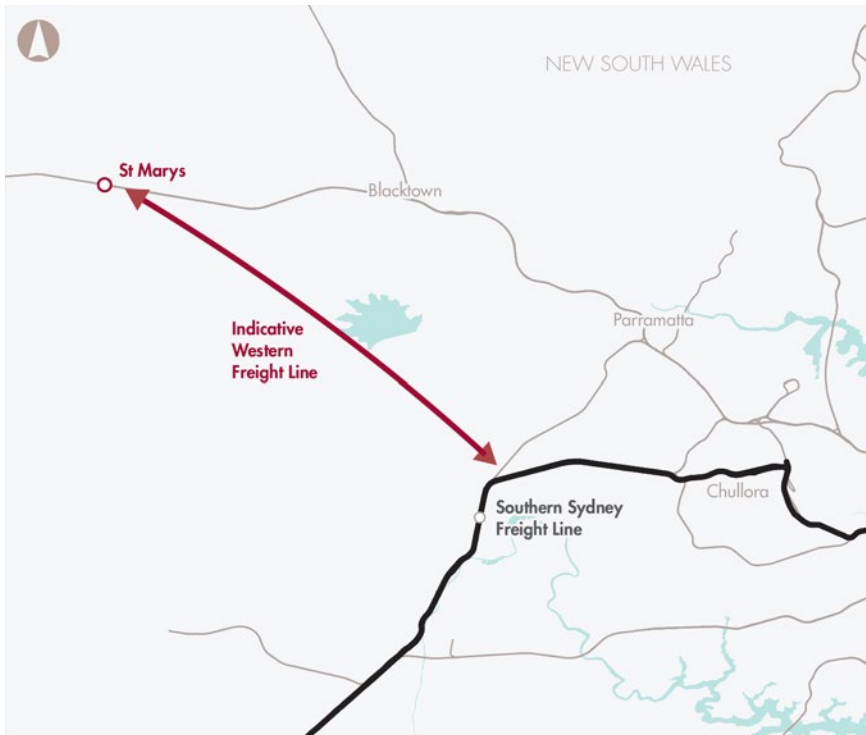 NEW SOUTH WALES
St Marys
Blacktown
Indicative
Western
Freight Line
Parramatta
Chullora
Southern Sydney
Freight Line